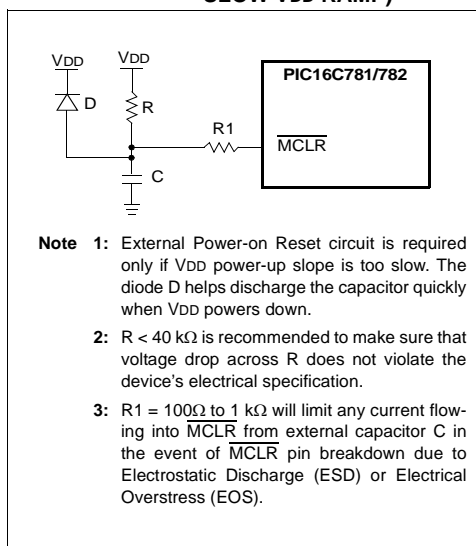 VDD VDD
PIC16C781/782
D
R
R1
MCLR
C
Note 1: External Power-on Reset circuit is required
only if VDD power-up slope is too slow. The
diode D helps discharge the capacitor quickly
when VDD powers down.
2: R < 40 kΩ is recommended to make sure that
voltage drop across R does not violate the
device's electrical specification.
3: R1 = 100Ω to 1 kΩ will limit any current flow-
ing into MCLR from external capacitor C in
the event of MCLR pin breakdown due to
Electrostatic Discharge (ESD) or Electrical
Overstress (EOS).